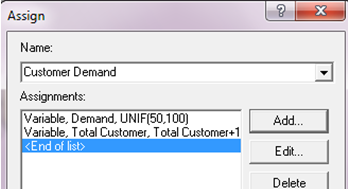 Assign
Name:
Customer Demand
Assignments:
Variable, Demand, UNIF(50,100)
Variable, Total Customer, Total Customer+1
<End of list>
Add...
Edit...
Delete